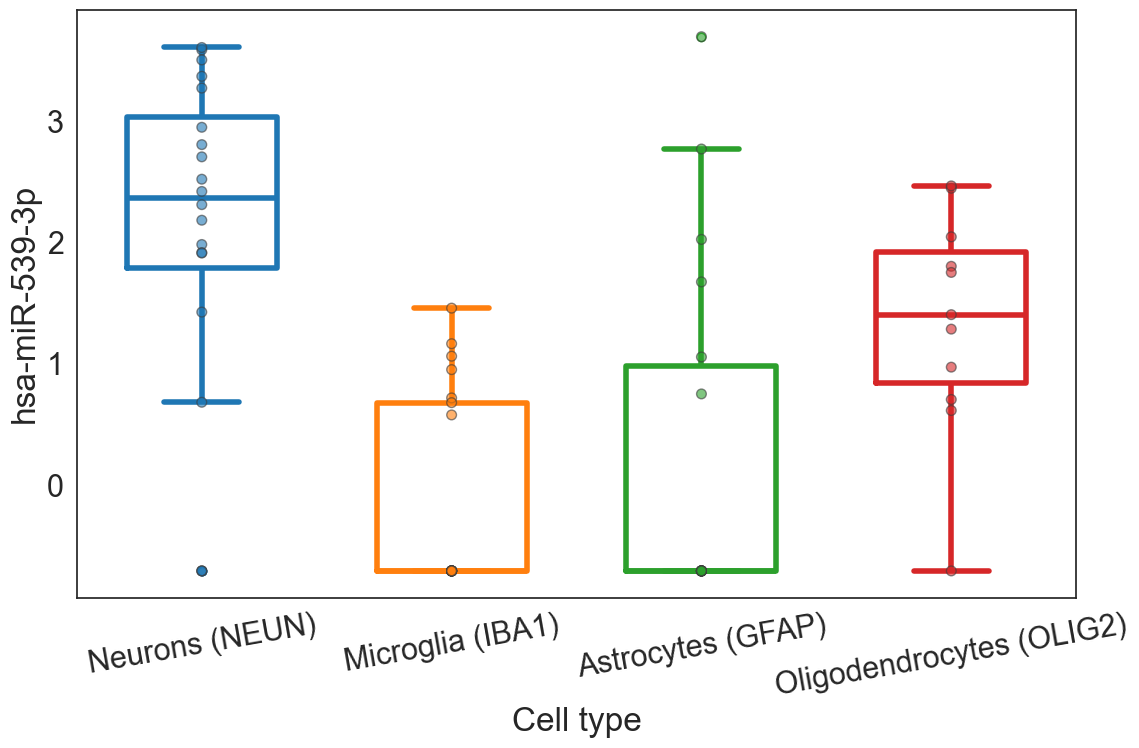 hsa-miR-539-3p
3
2
1
0
Neurons (NEUN)
Microglia (IBA1)
Astrocytes (GFAP)
Oligodendrocytes (OLIG2)
Cell type